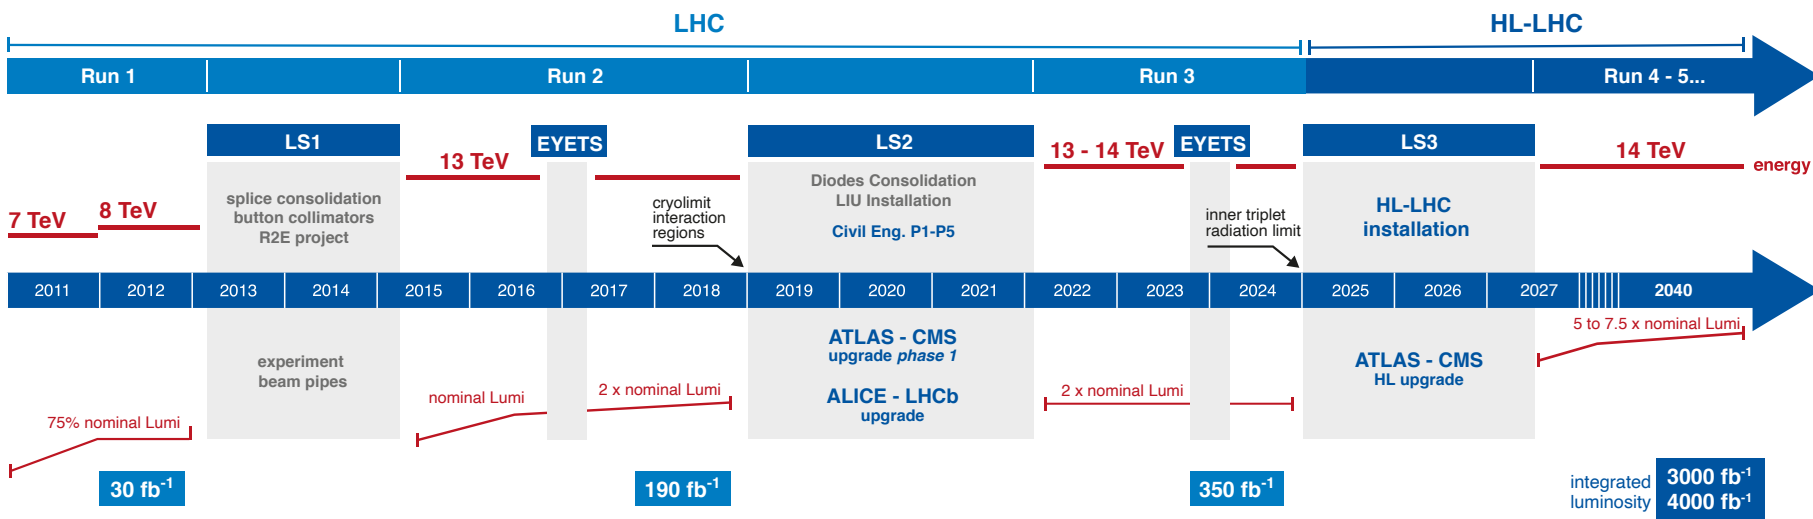 LHC
HL-LHC
Run 1
Run 2
Run 3
Run 4 - 5...
LS1
EYETS
LS2
EYETS
LS3
13 TeV
13 - 14 TeV
14 TeV
energy
7 TeV
8 TeV
splice consolidation
button collimators
R2E project
cryolimit
interaction
regions
Diodes Consolidation
LIU Installation
Civil Eng. P1-P5
inner triplet
radiation limit
HL-LHC
installation
2011
2012
2013
2014
2015
2016
2017
2018
2019
2020
2021
2022
2023
2024
2025
2026
2027
2040
5 to 7.5 x nominal Lumi
experiment
beam pipes
ATLAS - CMS
upgrade phase 1
ALICE - LHCb
upgrade
ATLAS - CMS
HL upgrade
75% nominal Lumi
nominal Lumi
2 x nominal Lumi
2 x nominal Lumi
30 fb⁻¹
190 fb⁻¹
350 fb⁻¹
integrated
luminosity
3000 fb⁻¹
4000 fb⁻¹